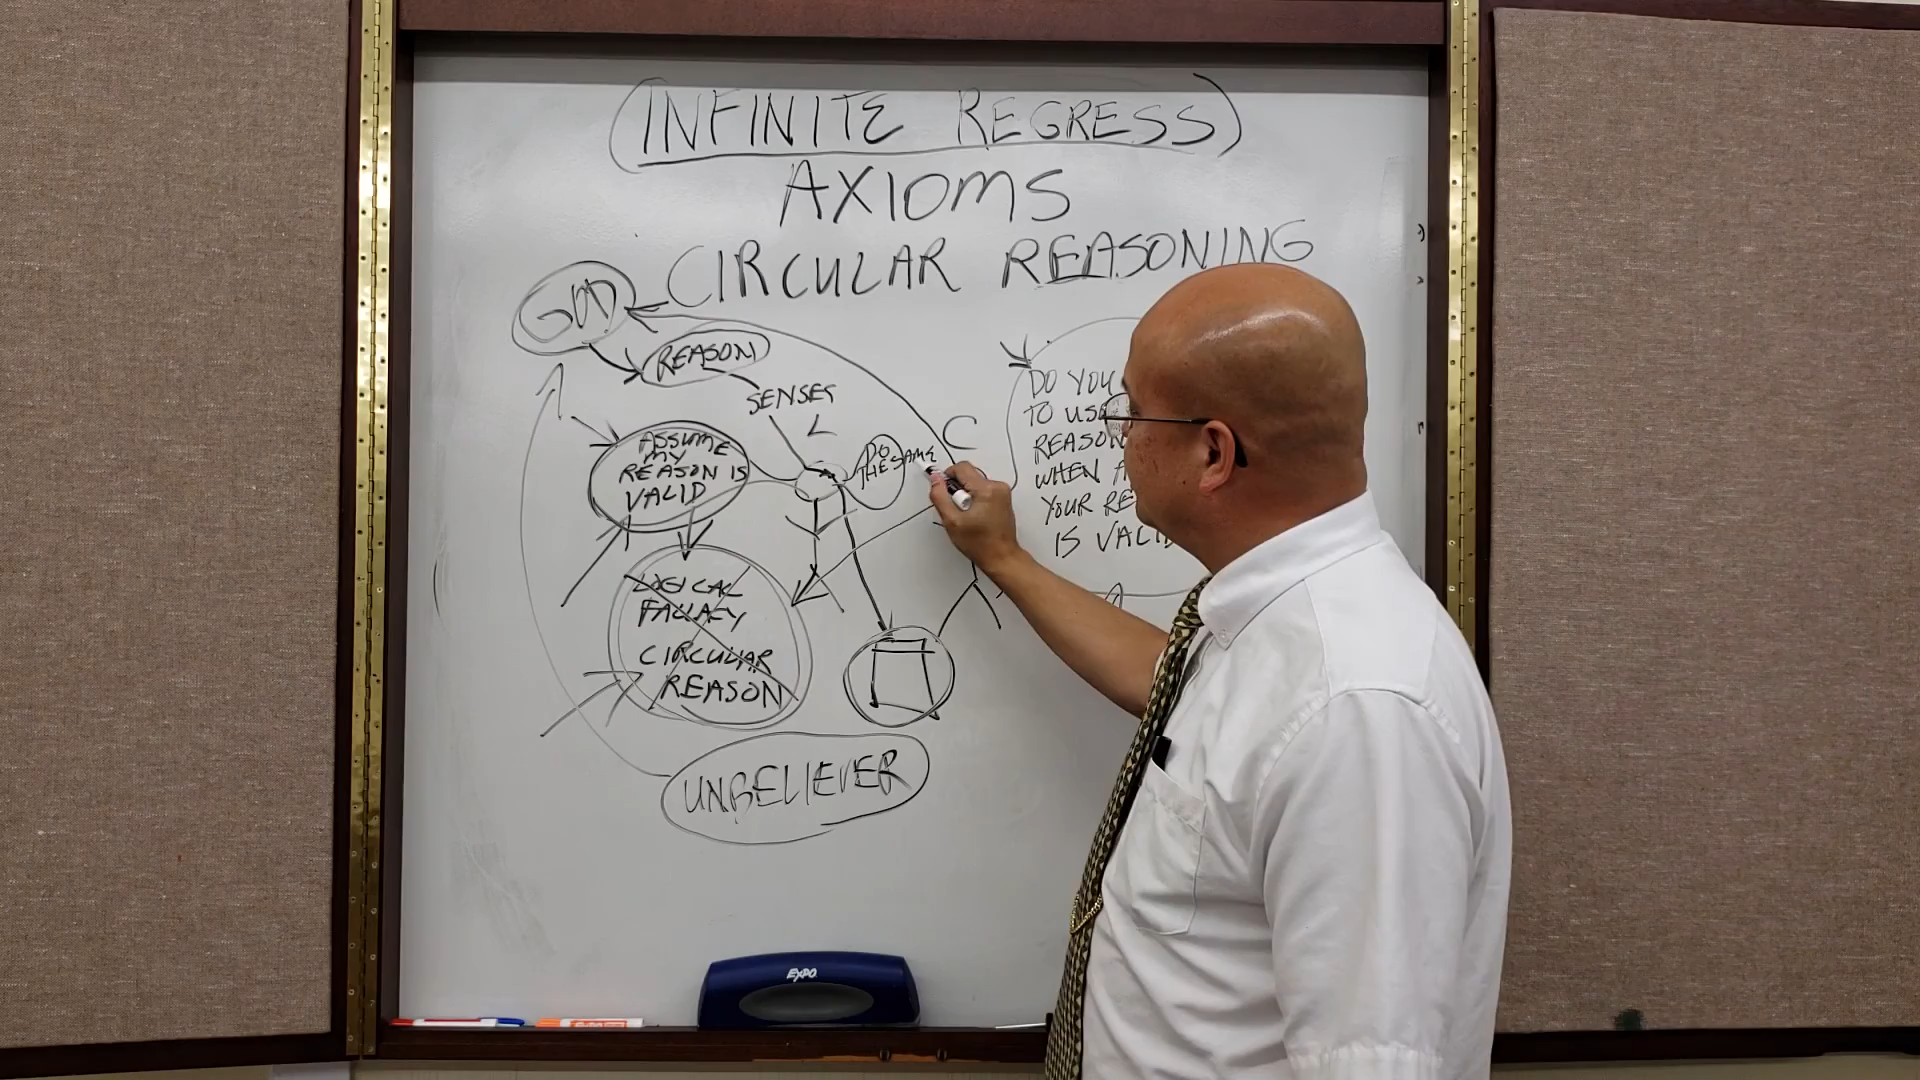 INFINITE REGRESS
AXIOMS
CIRCULAR REASONING
GOD
REASON
SENSES
L
C
ASSUME
MY
REASON IS
VALID
DO
THE SAME
LOGICAL
FALLACY
CIRCULAR
REASON
UNBELIEVER
DO YOU
TO USE
REASON
WHEN
YOUR RE
IS VALID
EXPO